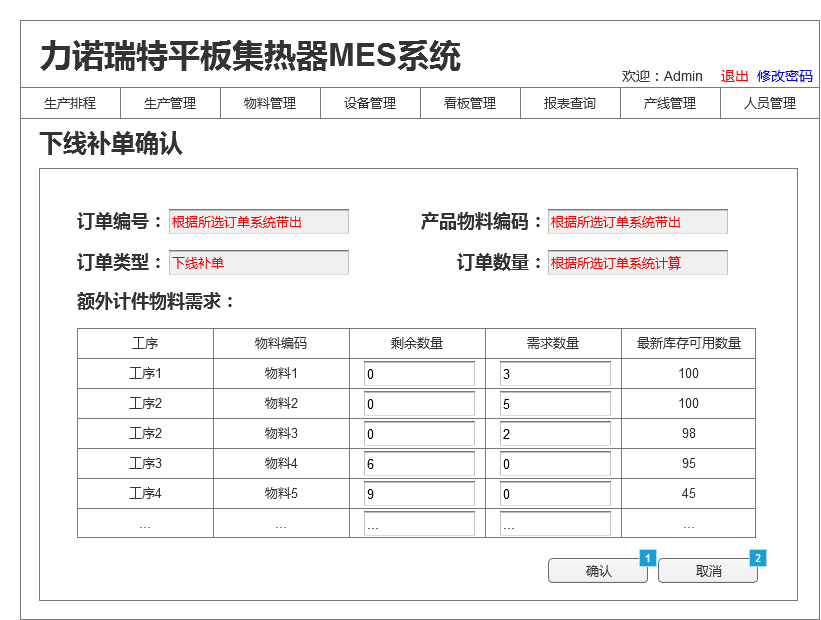 力诺瑞特平板集热器MES系统
欢迎：Admin 退出 修改密码
生产排程 生产管理 物料管理 设备管理 看板管理 报表查询 产线管理 人员管理
下线补单确认
订单编号： 根据所选订单系统带出 产品物料编码： 根据所选订单系统带出
订单类型： 下线补单 订单数量： 根据所选订单系统计算
额外计件物料需求：
工序 物料编码 剩余数量 需求数量 最新库存可用数量
工序1 物料1 0 3 100
工序2 物料2 0 5 100
工序2 物料3 0 2 98
工序3 物料4 6 0 95
工序4 物料5 9 0 45
... ... ... ... ...
确认 1 取消 2